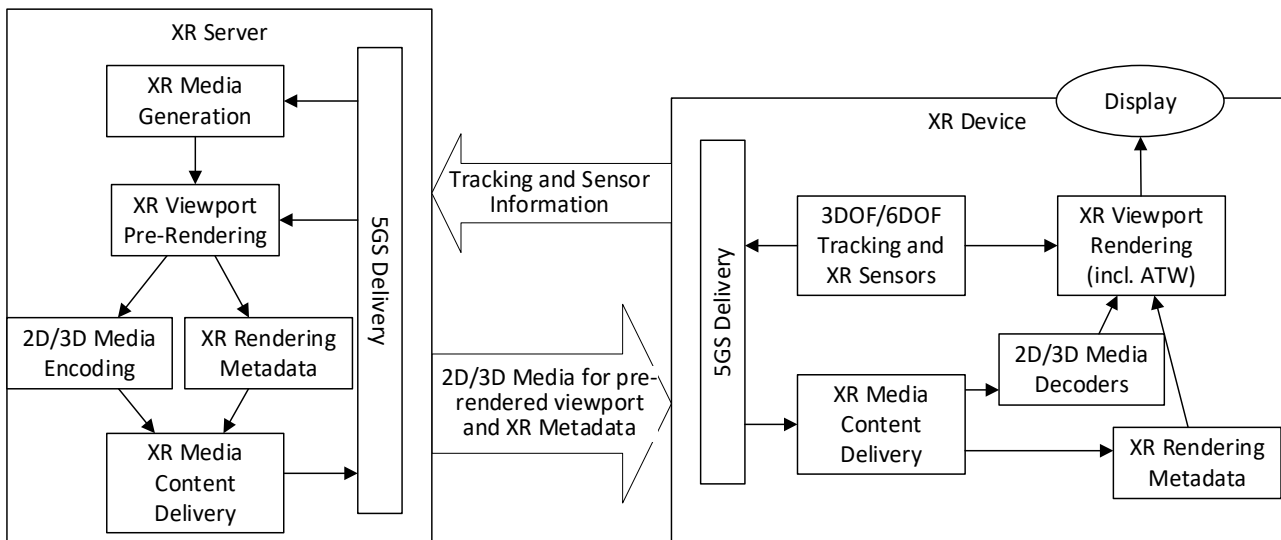 XR Server
XR Media
Generation
XR Viewport
Pre-Rendering
2D/3D Media
Encoding
XR Rendering
Metadata
XR Media
Content
Delivery
5GS Delivery
Tracking and Sensor
Information
2D/3D Media for pre-
rendered viewport
and XR Metadata
XR Device
Display
5GS Delivery
3DOF/6DOF
Tracking and
XR Sensors
XR Viewport
Rendering
(incl. ATW)
2D/3D Media
Decoders
XR Media
Content
Delivery
XR Rendering
Metadata